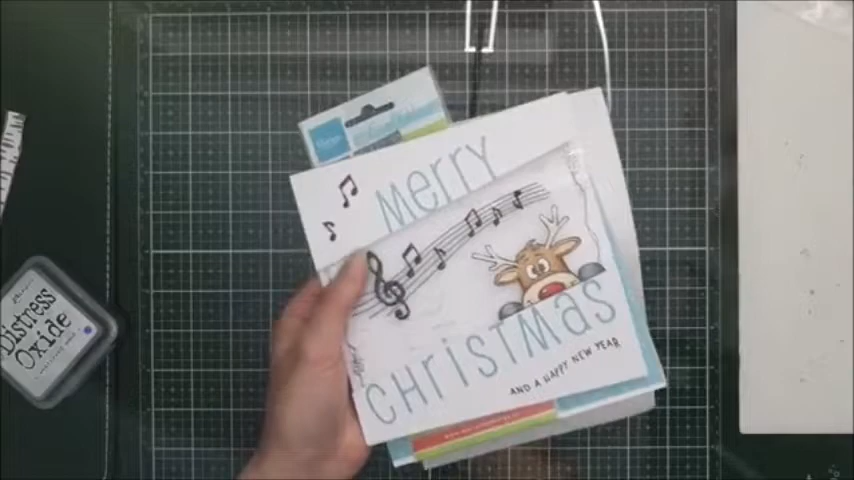 merry
christmas
AND A HAPPY NEW YEAR
Distress
Oxide